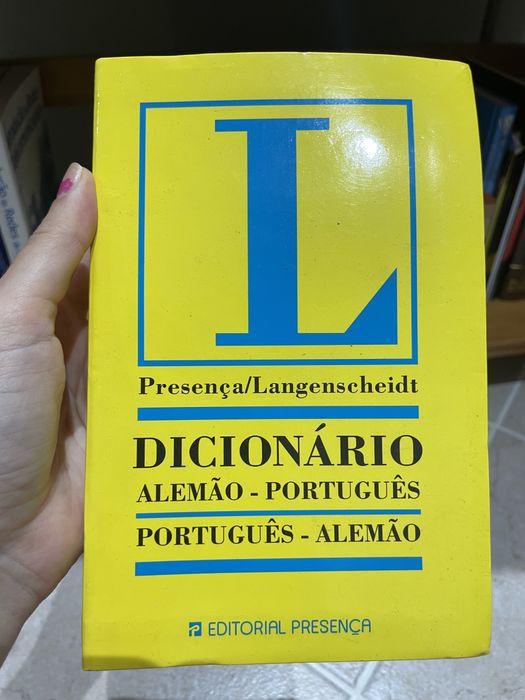 L
Presença/Langenscheidt
DICIONÁRIO
ALEMÃO - PORTUGUÊS
PORTUGUÊS - ALEMÃO
EDITORIAL PRESENÇA